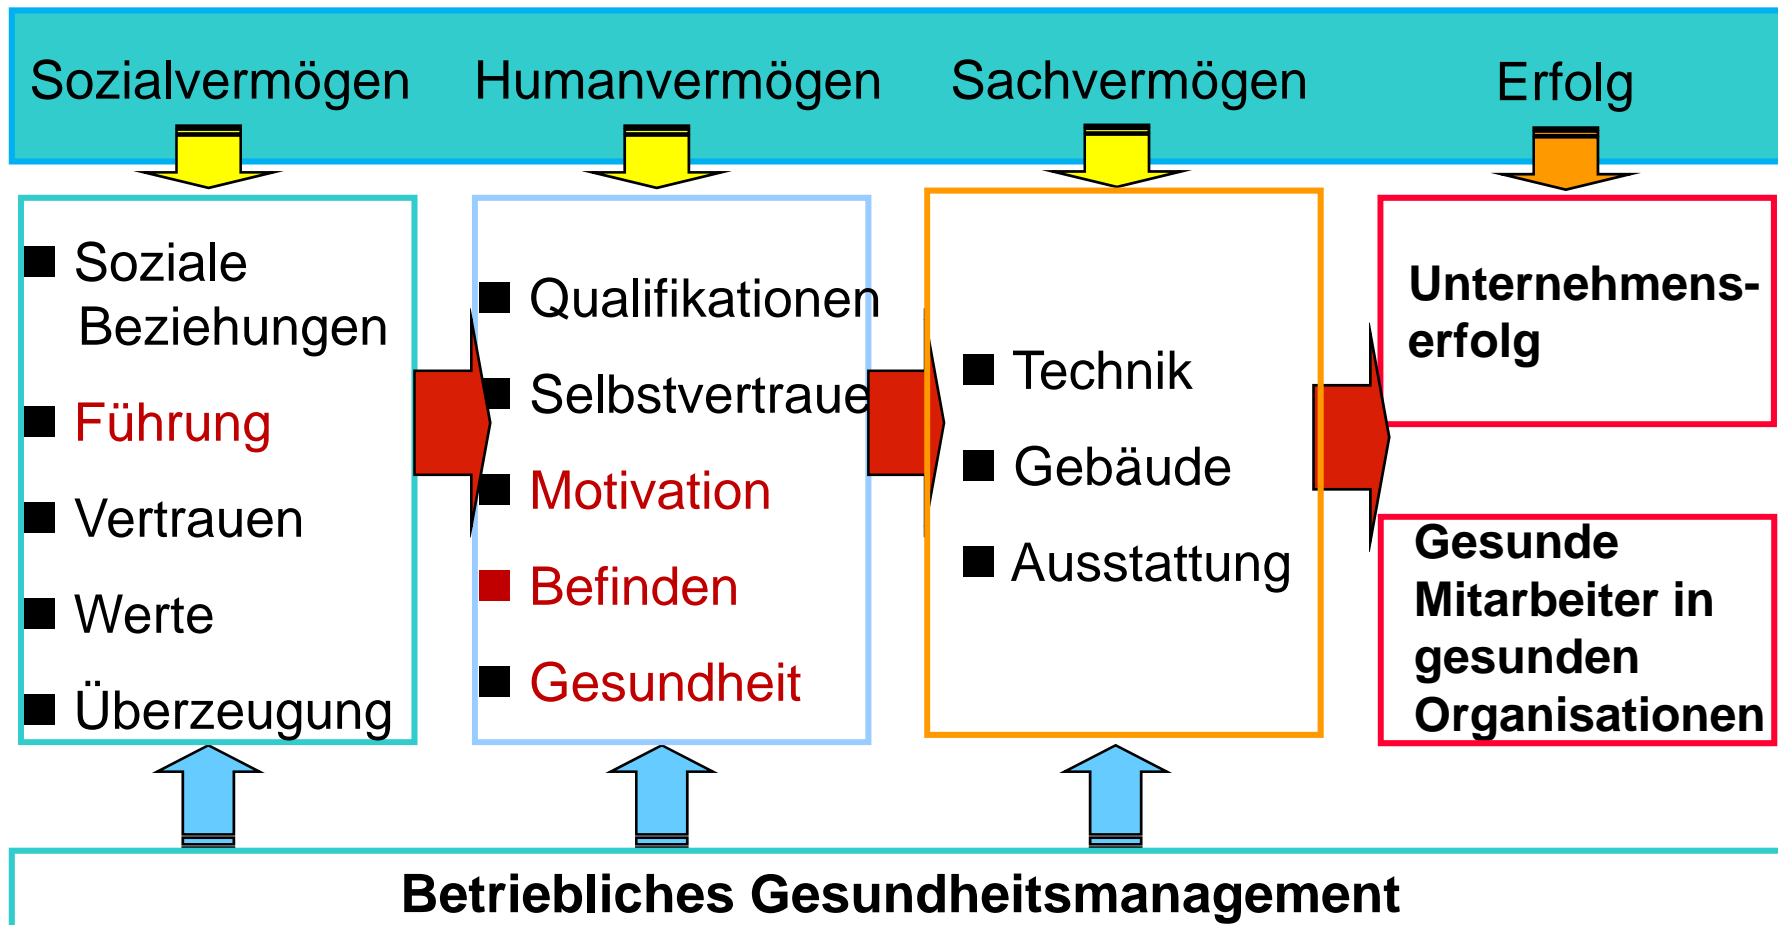 Sozialvermögen
Humanvermögen
Sachvermögen
Erfolg
Soziale
Beziehungen
Führung
Vertrauen
Werte
Überzeugung
Qualifikationen
Selbstvertraue
Motivation
Befinden
Gesundheit
Technik
Gebäude
Ausstattung
Unternehmens-
erfolg
Gesunde
Mitarbeiter in
gesunden
Organisationen
Betriebliches Gesundheitsmanagement